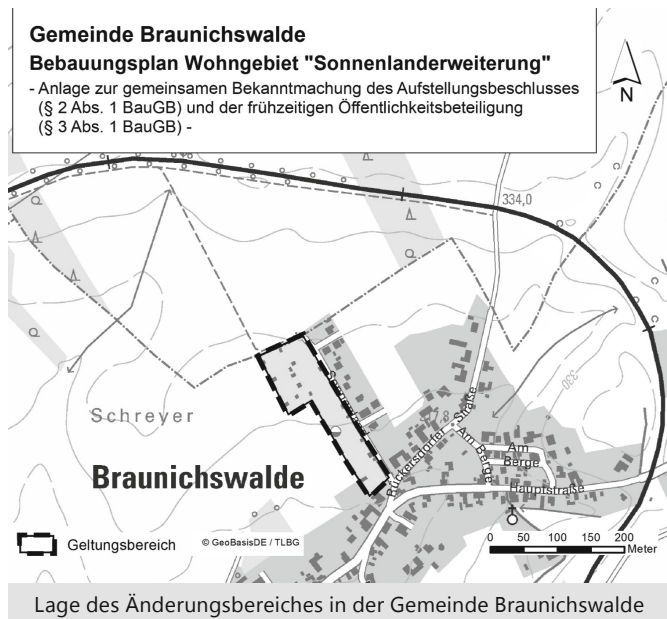 Gemeinde Braunichswalde
Bebauungsplan Wohngebiet "Sonnenlanderweiterung"
- Anlage zur gemeinsamen Bekanntmachung des Aufstellungsbeschlusses
(§ 2 Abs. 1 BauGB) und der frühzeitigen Öffentlichkeitsbeteiligung
(§ 3 Abs. 1 BauGB) -
N
334,0
330
Schreyer
Braunichswalde
Rückersdorfer Straße
Am Berge
Am
Berge
Hauptstraße
Geltungsbereich
© GeoBasisDE / TLBG
0 50 100 150 200
Meter
Lage des Änderungsbereiches in der Gemeinde Braunichswalde